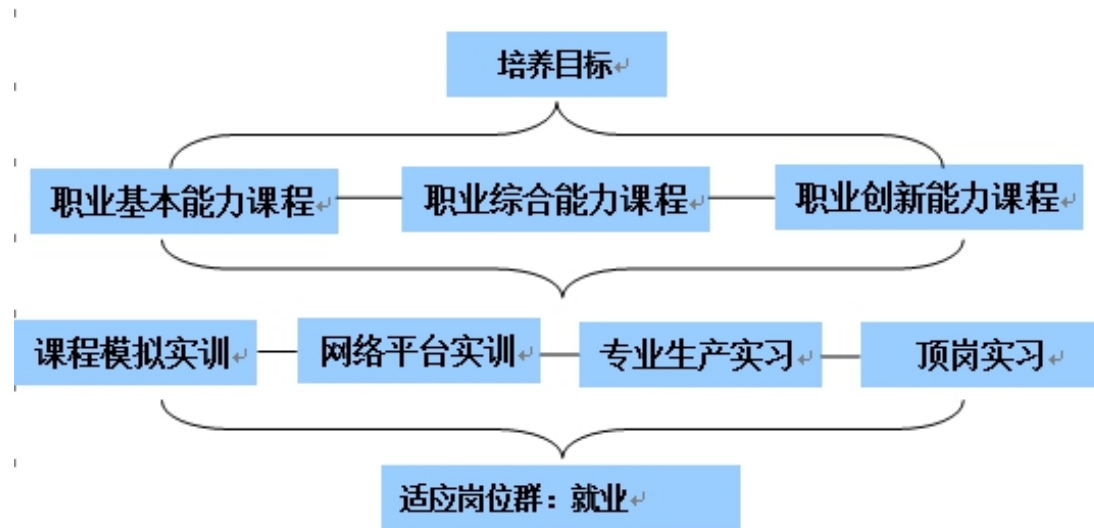 培养目标
职业基本能力课程 职业综合能力课程 职业创新能力课程
课程模拟实训 网络平台实训 专业生产实习 顶岗实习
适应岗位群：就业